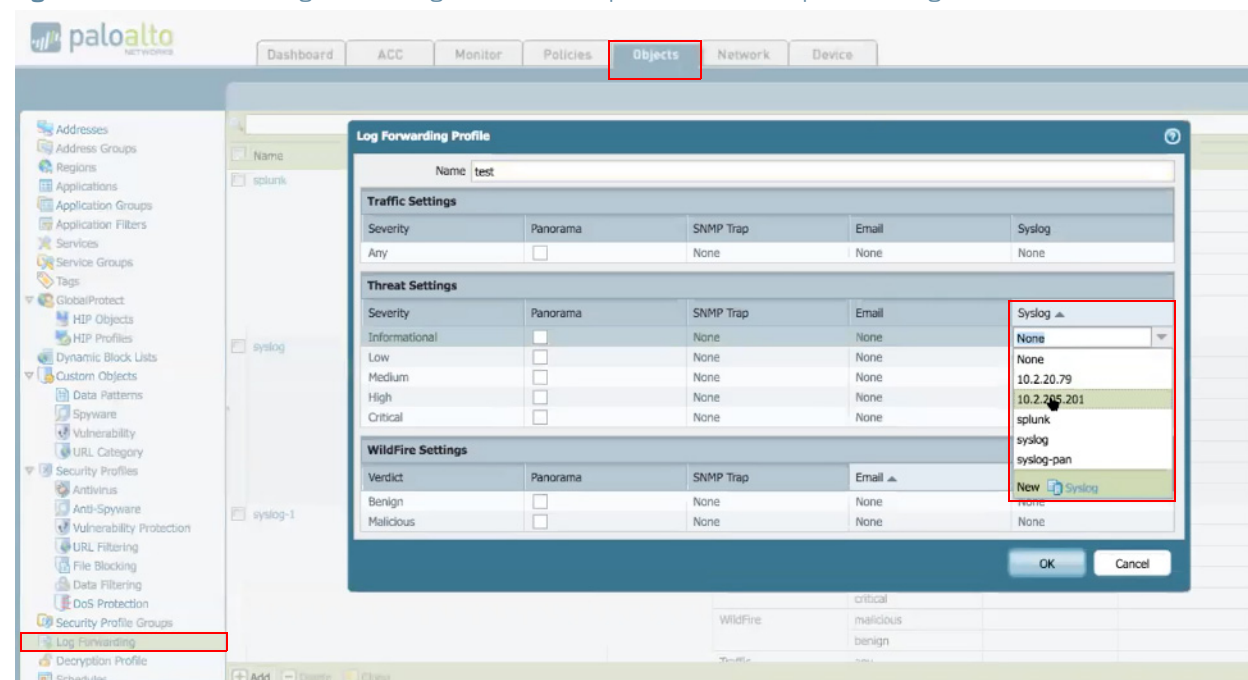 paloalto
NETWORKS
Dashboard ACC Monitor Policies Objects Network Device
Addresses
Address Groups
Regions
Applications
Application Groups
Application Filters
Services
Service Groups
Tags
GlobalProtect
HIP Objects
HIP Profiles
Dynamic Block Lists
Custom Objects
Data Patterns
Spyware
Vulnerability
URL Category
Security Profiles
Antivirus
Anti-Spyware
Vulnerability Protection
URL Filtering
File Blocking
Data Filtering
DoS Protection
Security Profile Groups
Log Forwarding
Decryption Profile
Schedules
Name
splunk
syslog
syslog-1
Log Forwarding Profile
Name test
Traffic Settings
Severity Panorama SNMP Trap Email Syslog
Any None None None
Threat Settings
Severity Panorama SNMP Trap Email Syslog
Informational None None None
Low None None None
Medium None None 10.2.20.79
High None None 10.2.205.201
Critical None None splunk
syslog
WildFire Settings
syslog-pan
Verdict Panorama SNMP Trap Email
New Syslog
Benign None None None
Malicious None None None
OK Cancel
critical
WildFire malicious
benign
Traffic any
Add Delete Clone